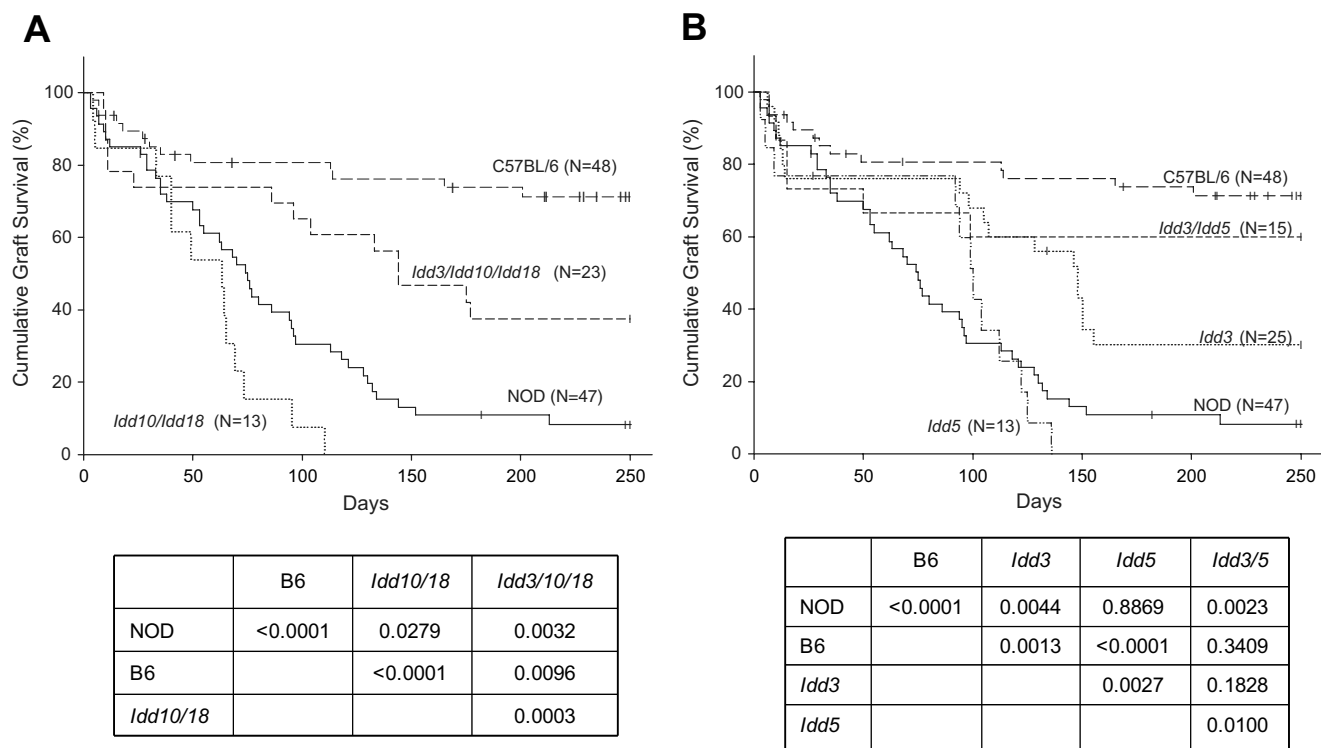 A
Cumulative Graft Survival (%)
100
80
60
40
20
0
C57BL/6 (N=48)
Idd3/Idd10/Idd18 (N=23)
NOD (N=47)
Idd10/Idd18 (N=13)
0 50 100 150 200 250
Days
B6 Idd10/18 Idd3/10/18
NOD <0.0001 0.0279 0.0032
B6 <0.0001 0.0096
Idd10/18 0.0003
B
Cumulative Graft Survival (%)
100
80
60
40
20
0
C57BL/6 (N=48)
Idd3/Idd5 (N=15)
Idd3 (N=25)
NOD (N=47)
Idd5 (N=13)
0 50 100 150 200 250
Days
B6 Idd3 Idd5 Idd3/5
NOD <0.0001 0.0044 0.8869 0.0023
B6 0.0013 <0.0001 0.3409
Idd3 0.0027 0.1828
Idd5 0.0100